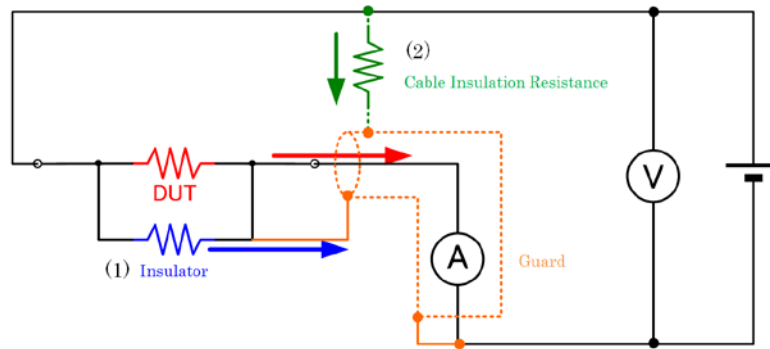 (2)
Cable Insulation Resistance
DUT
V
A
Guard
(1) Insulator